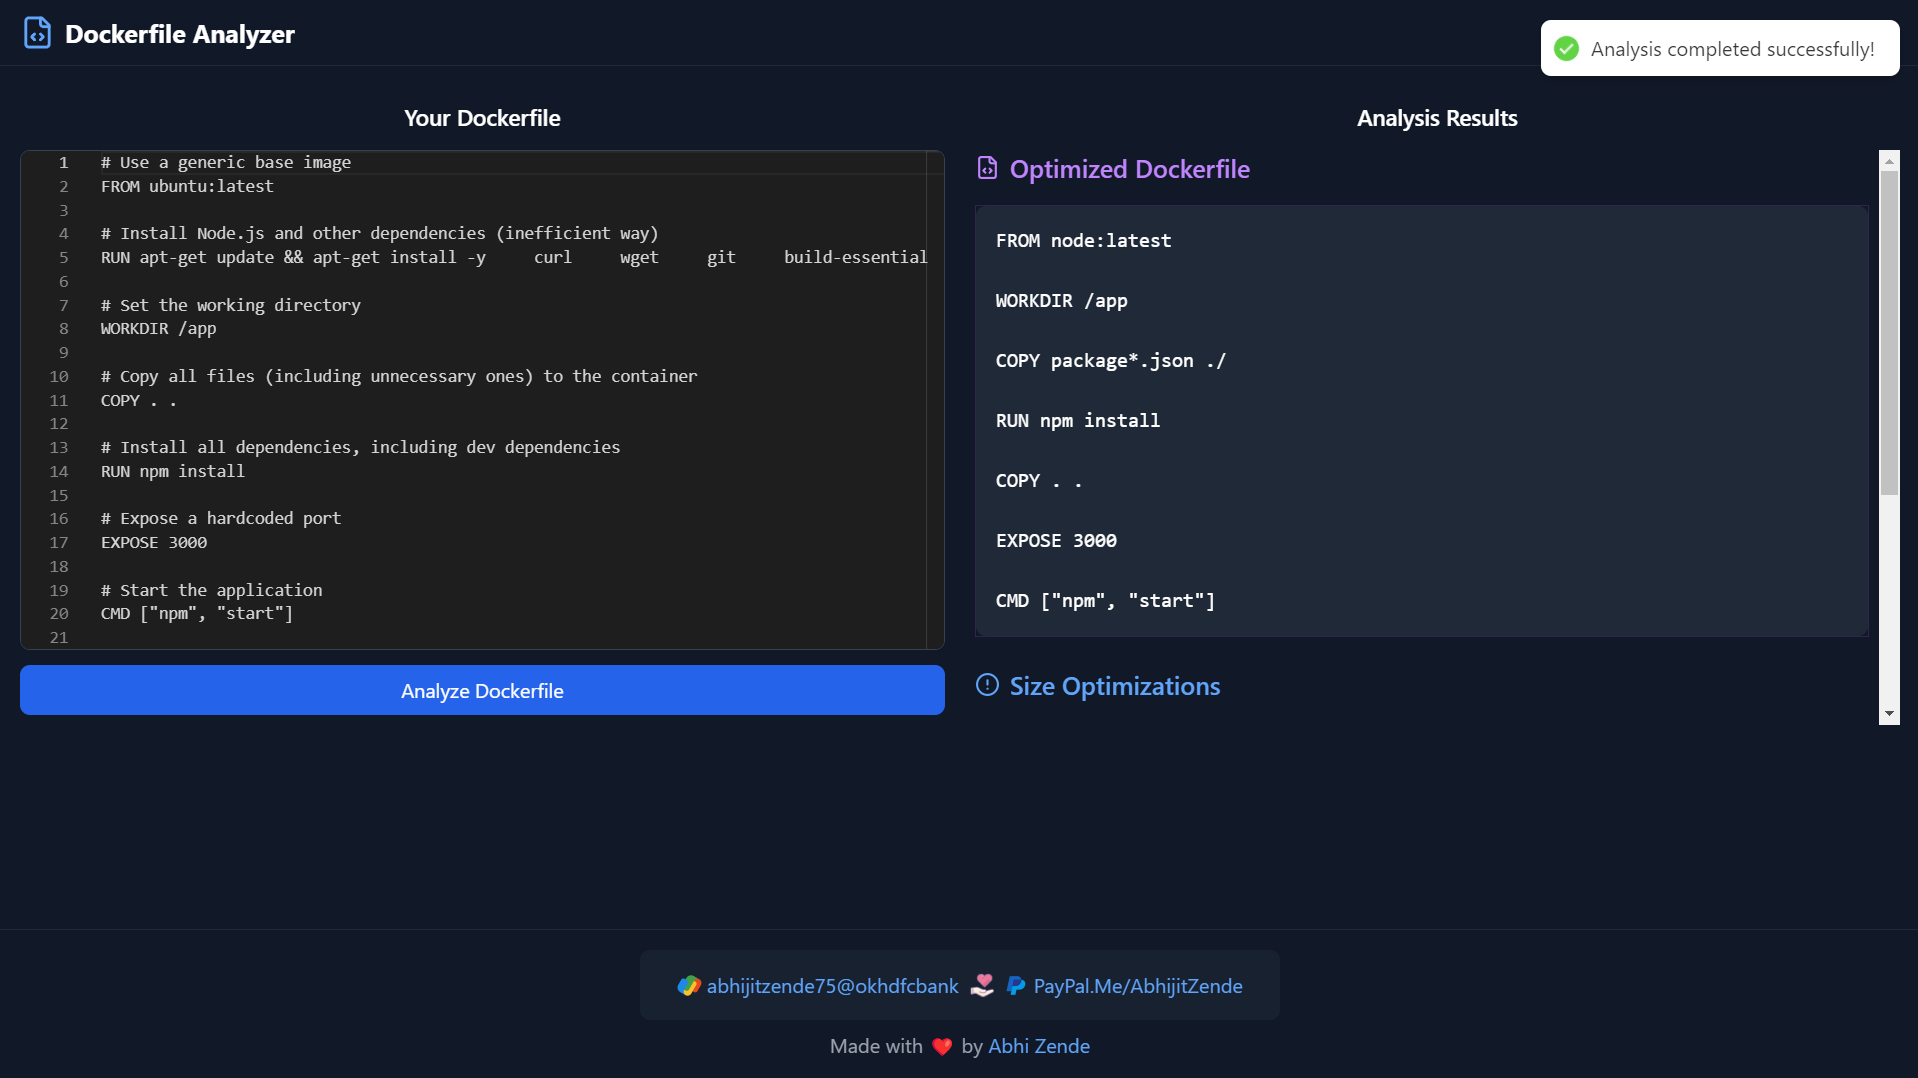 Dockerfile Analyzer
Analysis completed successfully!
Your Dockerfile
1 # Use a generic base image
2 FROM ubuntu:latest
3
4 # Install Node.js and other dependencies (inefficient way)
5 RUN apt-get update && apt-get install -y     curl     wget     git     build-essential
6
7 # Set the working directory
8 WORKDIR /app
9
10 # Copy all files (including unnecessary ones) to the container
11 COPY . .
12
13 # Install all dependencies, including dev dependencies
14 RUN npm install
15
16 # Expose a hardcoded port
17 EXPOSE 3000
18
19 # Start the application
20 CMD ["npm", "start"]
21
Analyze Dockerfile
Analysis Results
Optimized Dockerfile
FROM node:latest
WORKDIR /app
COPY package*.json ./
RUN npm install
COPY . .
EXPOSE 3000
CMD ["npm", "start"]
Size Optimizations
abhijitzende75@okhdfcbank PayPal.Me/AbhijitZende
Made with ❤️ by Abhi Zende